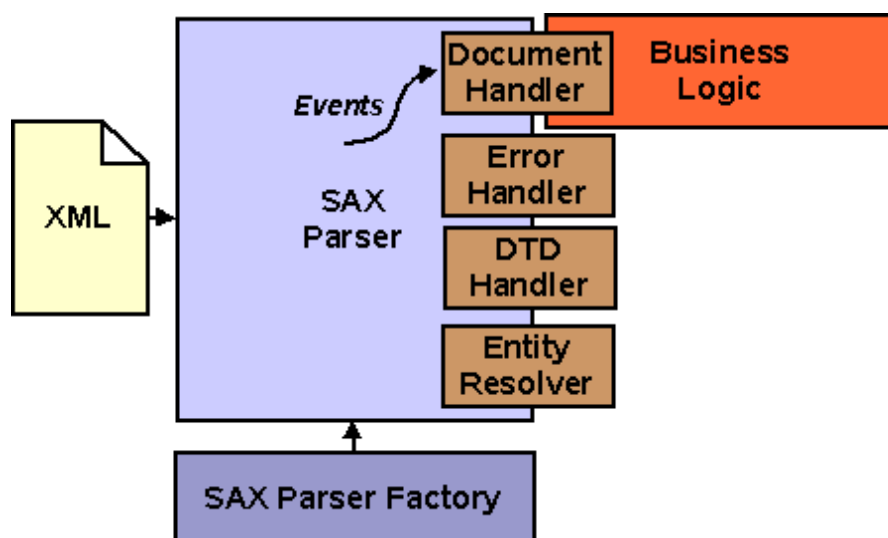 Document
Handler
Business
Logic
Events
Error
Handler
XML
SAX
Parser
DTD
Handler
Entity
Resolver
SAX Parser Factory